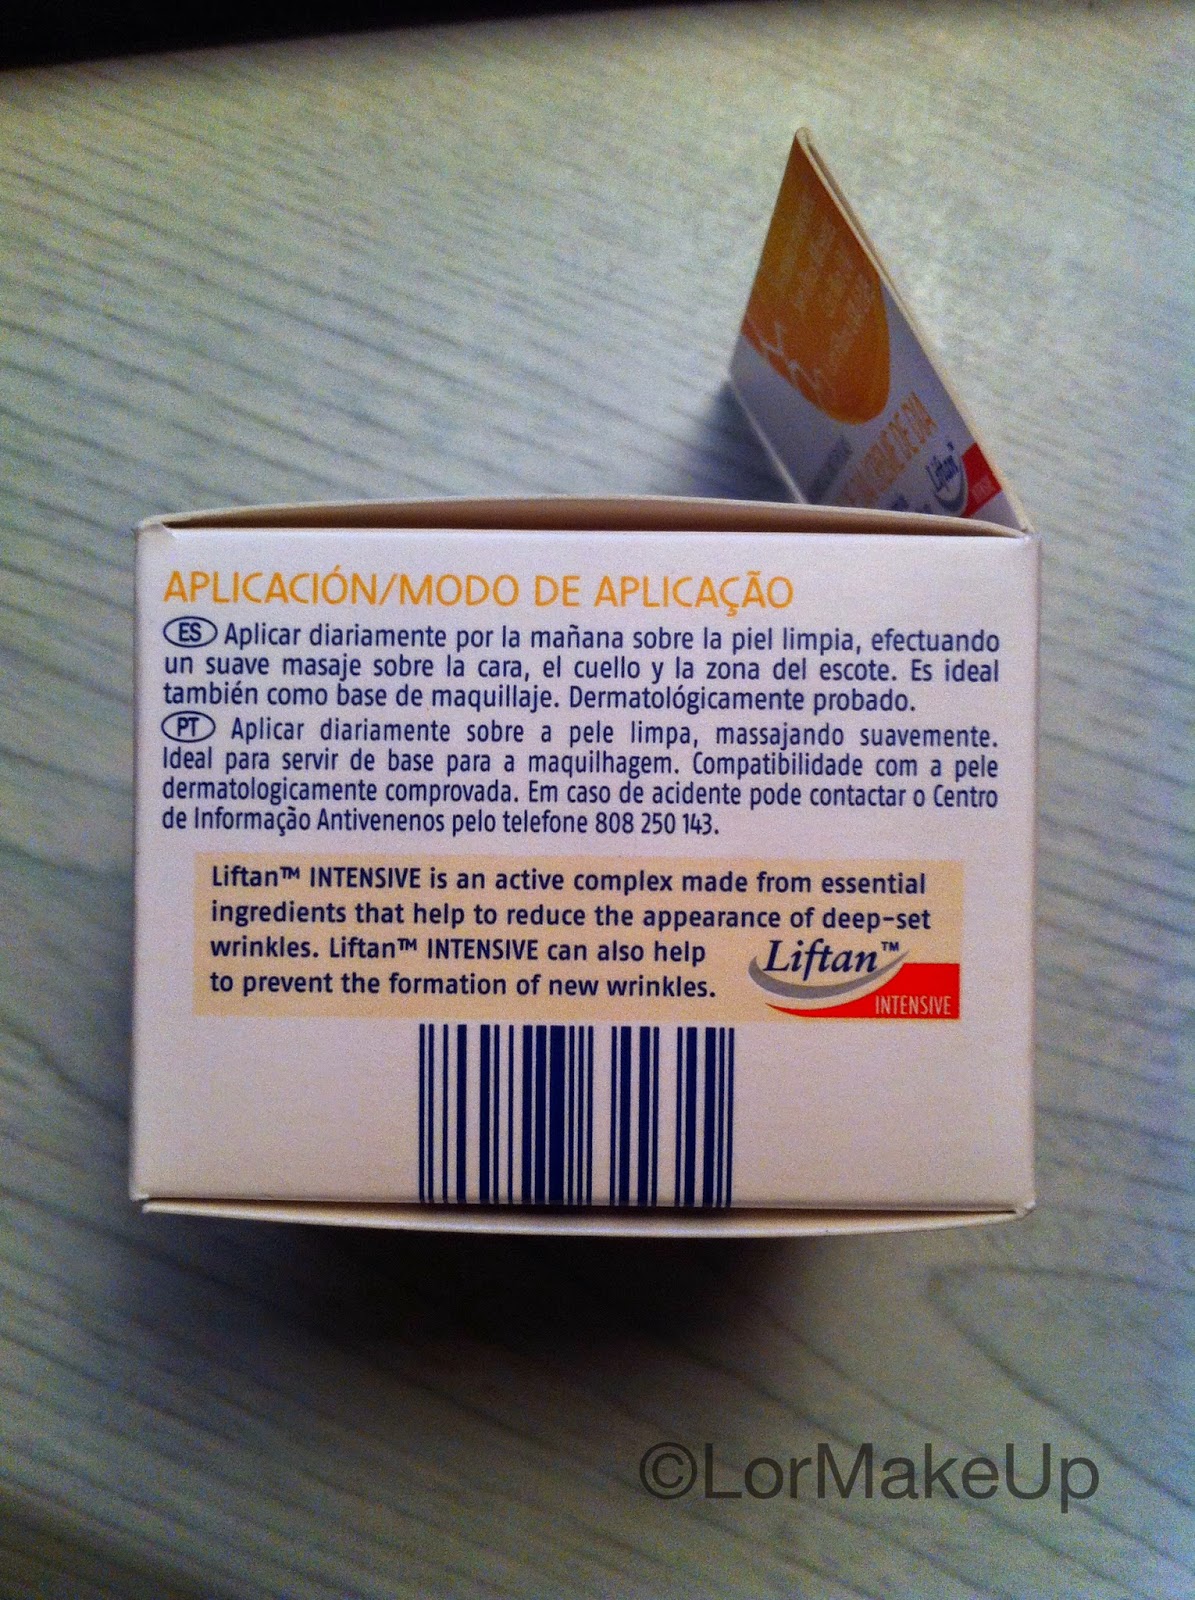 CREME DE DIA
Liftan™
APLICACIÓN/MODO DE APLICAÇÃO
ES Aplicar diariamente por la mañana sobre la piel limpia, efectuando
un suave masaje sobre la cara, el cuello y la zona del escote. Es ideal
también como base de maquillaje. Dermatológicamente probado.
PT Aplicar diariamente sobre a pele limpa, massajando suavemente.
Ideal para servir de base para a maquilhagem. Compatibilidade com a pele
dermatologicamente comprovada. Em caso de acidente pode contactar o Centro
de Informação Antivenenos pelo telefone 808 250 143.
Liftan™ INTENSIVE is an active complex made from essential
ingredients that help to reduce the appearance of deep-set
wrinkles. Liftan™ INTENSIVE can also help
to prevent the formation of new wrinkles.
Liftan™
INTENSIVE
©LorMakeUp